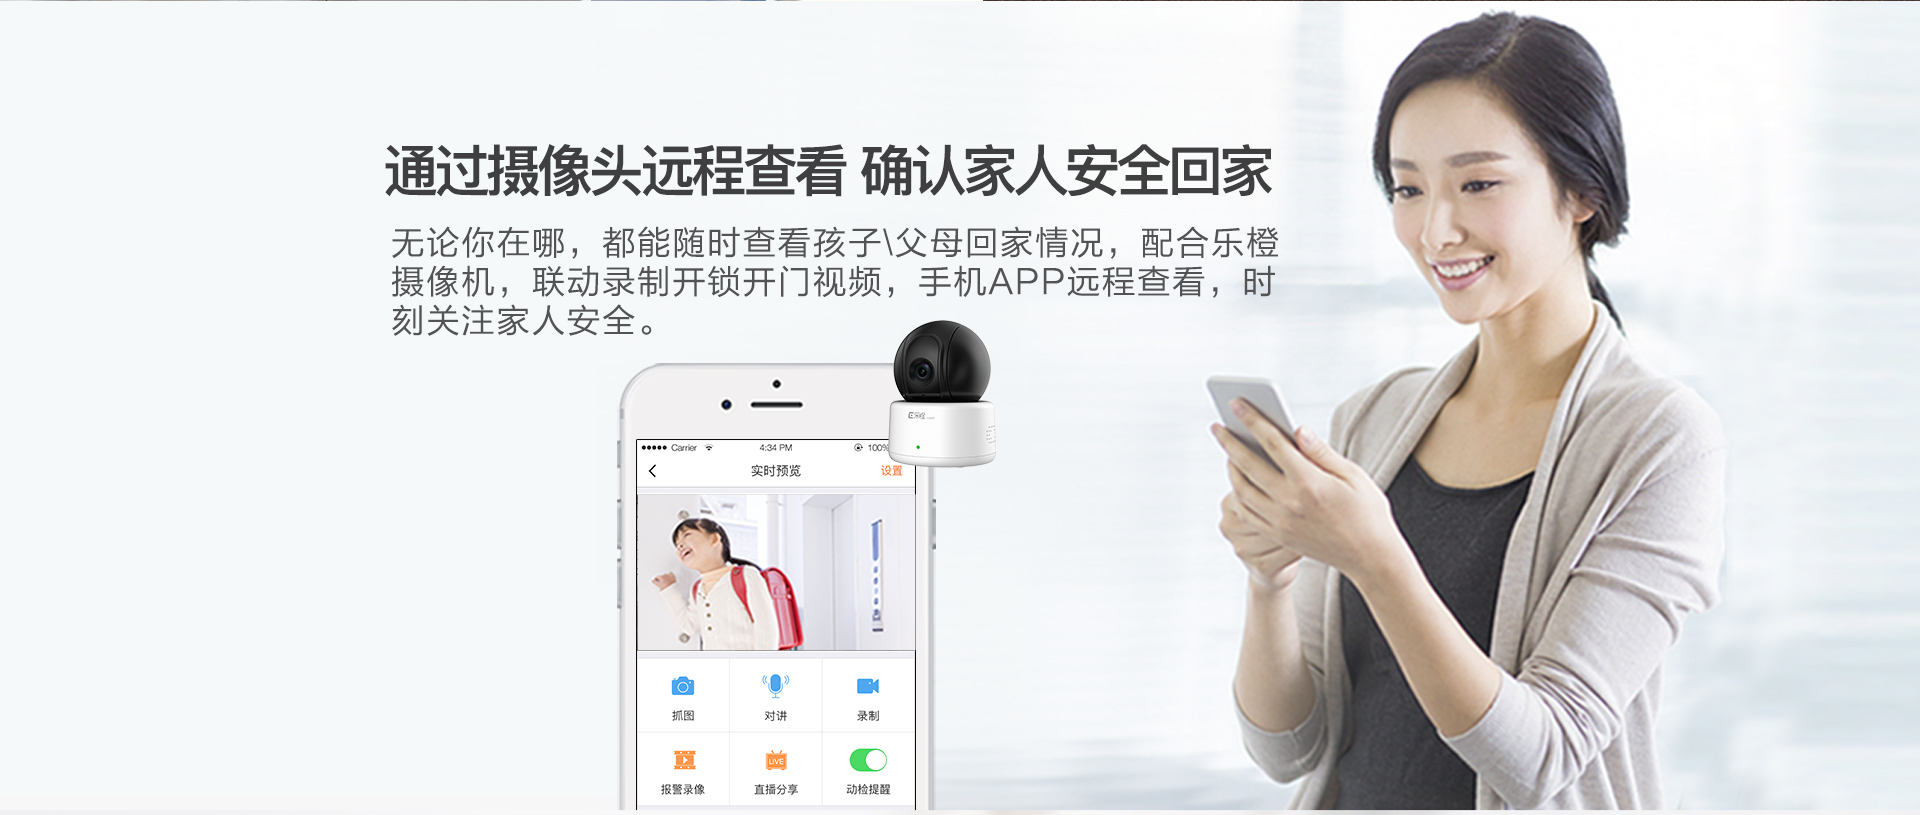 通过摄像头远程查看 确认家人安全回家
无论你在哪，都能随时查看孩子\父母回家情况，配合乐橙
摄像机，联动录制开锁开门视频，手机APP远程查看，时
刻关注家人安全。
Carrier 4:34 PM 100%
实时预览 设置
抓图 对讲 录制
LIVE
报警录像 直播分享 动检提醒